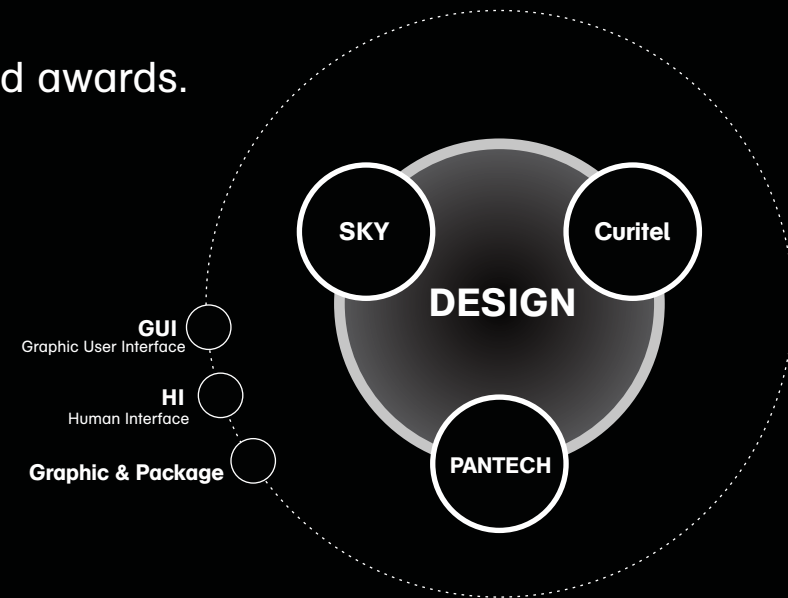 d awards.
SKY
Curitel
DESIGN
GUI
Graphic User Interface
HI
Human Interface
Graphic & Package
PANTECH